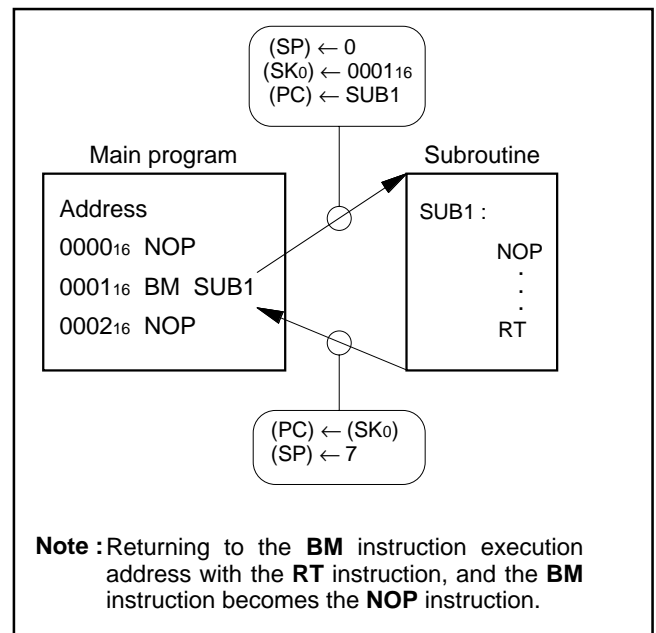 (SP) ← 0
(SK₀) ← 0001₁₆
(PC) ← SUB1
Main program
Subroutine
Address
0000₁₆ NOP
0001₁₆ BM SUB1
0002₁₆ NOP
SUB1 :
NOP
.
.
.
RT
(PC) ← (SK₀)
(SP) ← 7
Note : Returning to the BM instruction execution
address with the RT instruction, and the BM
instruction becomes the NOP instruction.